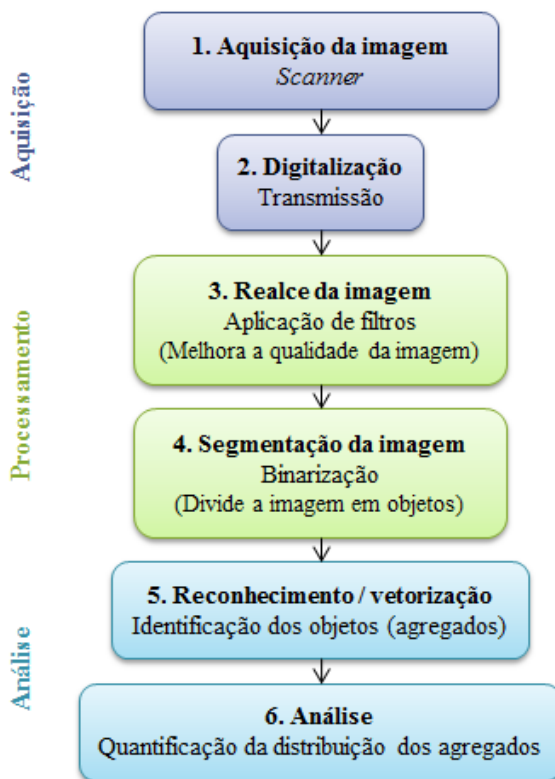 Aquisição
1. Aquisição da imagem
Scanner
2. Digitalização
Transmissão
Processamento
3. Realce da imagem
Aplicação de filtros
(Melhora a qualidade da imagem)
4. Segmentação da imagem
Binarização
(Divide a imagem em objetos)
Análise
5. Reconhecimento / vetorização
Identificação dos objetos (agregados)
6. Análise
Quantificação da distribuição dos agregados